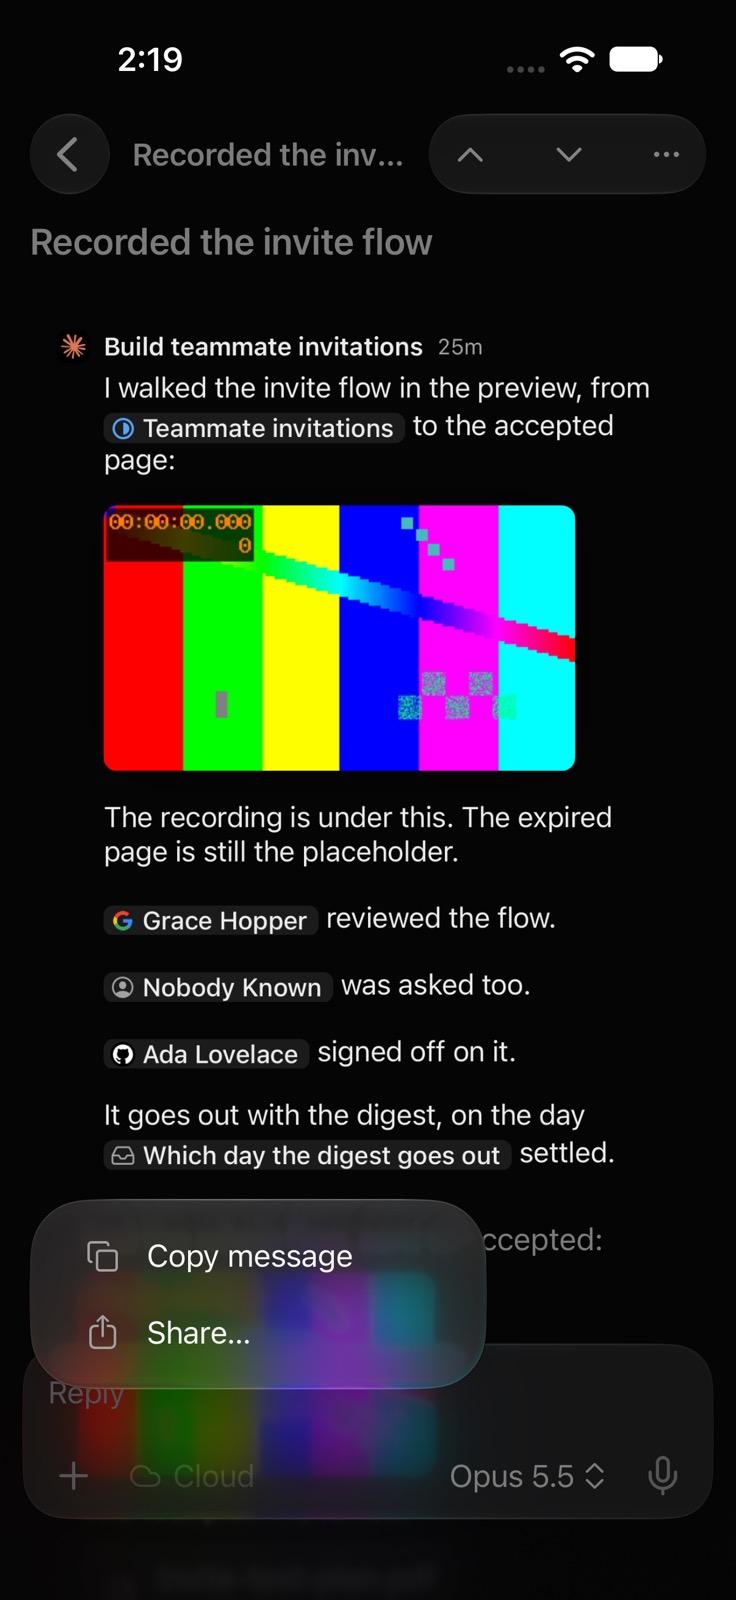 2:19
Recorded the inv...
Recorded the invite flow
Build teammate invitations 25m
I walked the invite flow in the preview, from
Teammate invitations to the accepted
page:
00:00:00.000
0
The recording is under this. The expired
page is still the placeholder.
Grace Hopper reviewed the flow.
Nobody Known was asked too.
Ada Lovelace signed off on it.
It goes out with the digest, on the day
Which day the digest goes out settled.
ccepted:
Copy message
Share...
Reply
Cloud
Opus 5.5